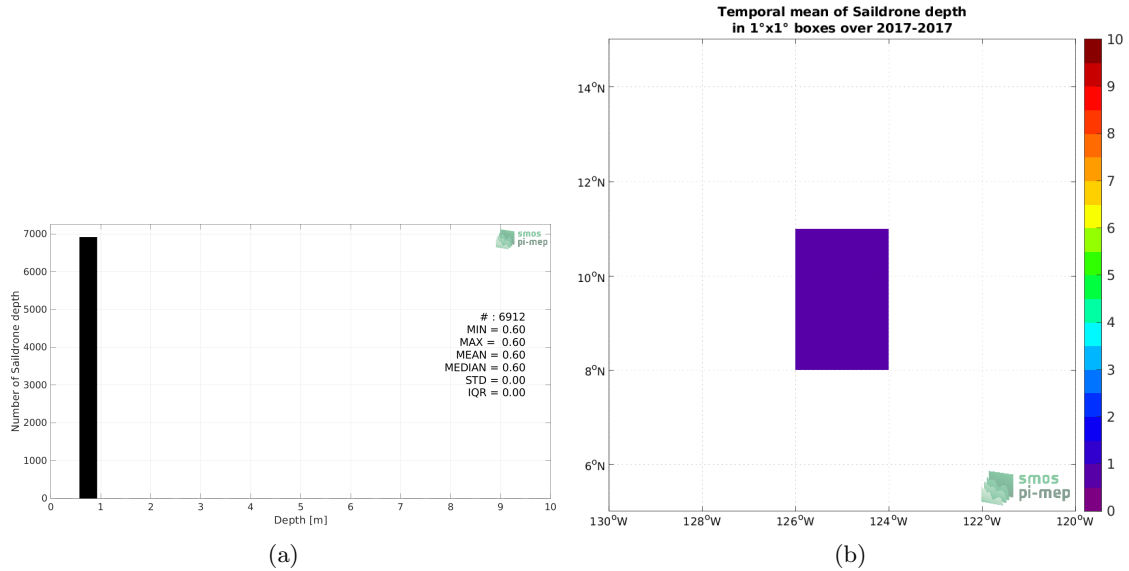 7000
6000
5000
4000
3000
2000
1000
0
Number of Saildrone depth
smos
pi-mep
# : 6912
MIN = 0.60
MAX = 0.60
MEAN = 0.60
MEDIAN = 0.60
STD = 0.00
IQR = 0.00
0 1 2 3 4 5 6 7 8 9 10
Depth [m]
(a)
Temporal mean of Saildrone depth
in 1°x1° boxes over 2017-2017
14°N
12°N
10°N
8°N
6°N
130°W 128°W 126°W 124°W 122°W 120°W
smos
pi-mep
10
9
8
7
6
5
4
3
2
1
0
(b)